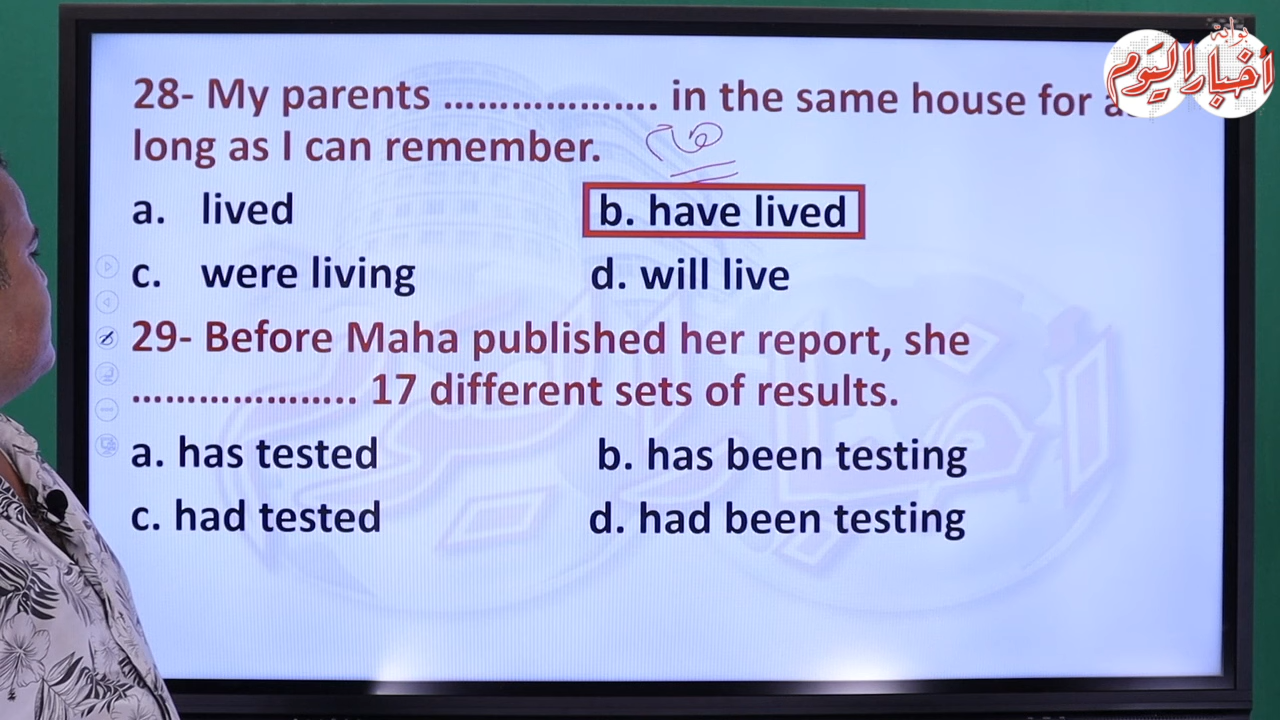 بوابة
أخبار اليوم
28- My parents ………………. in the same house for a
long as I can remember.
a. lived
b. have lived
c. were living
d. will live
29- Before Maha published her report, she
……………….. 17 different sets of results.
a. has tested
b. has been testing
c. had tested
d. had been testing